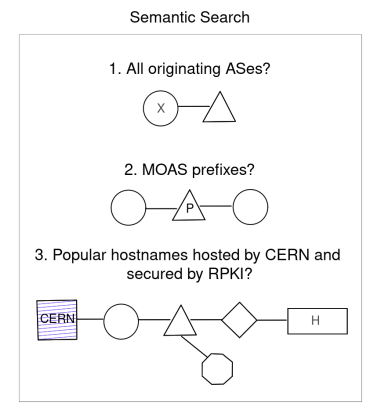 Semantic Search
1. All originating ASes?
X
2. MOAS prefixes?
P
3. Popular hostnames hosted by CERN and
secured by RPKI?
CERN
H